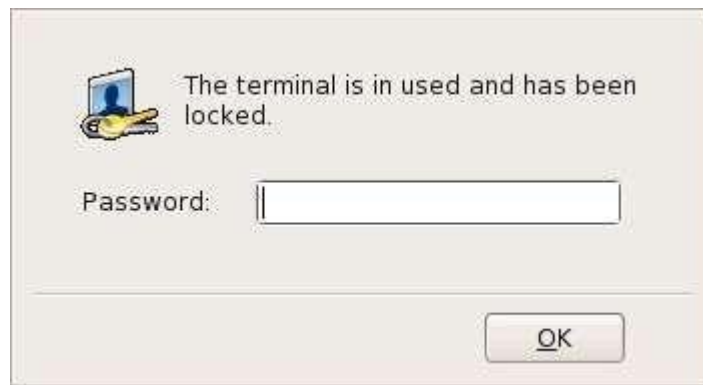 The terminal is in used and has been
locked.
Password:
OK